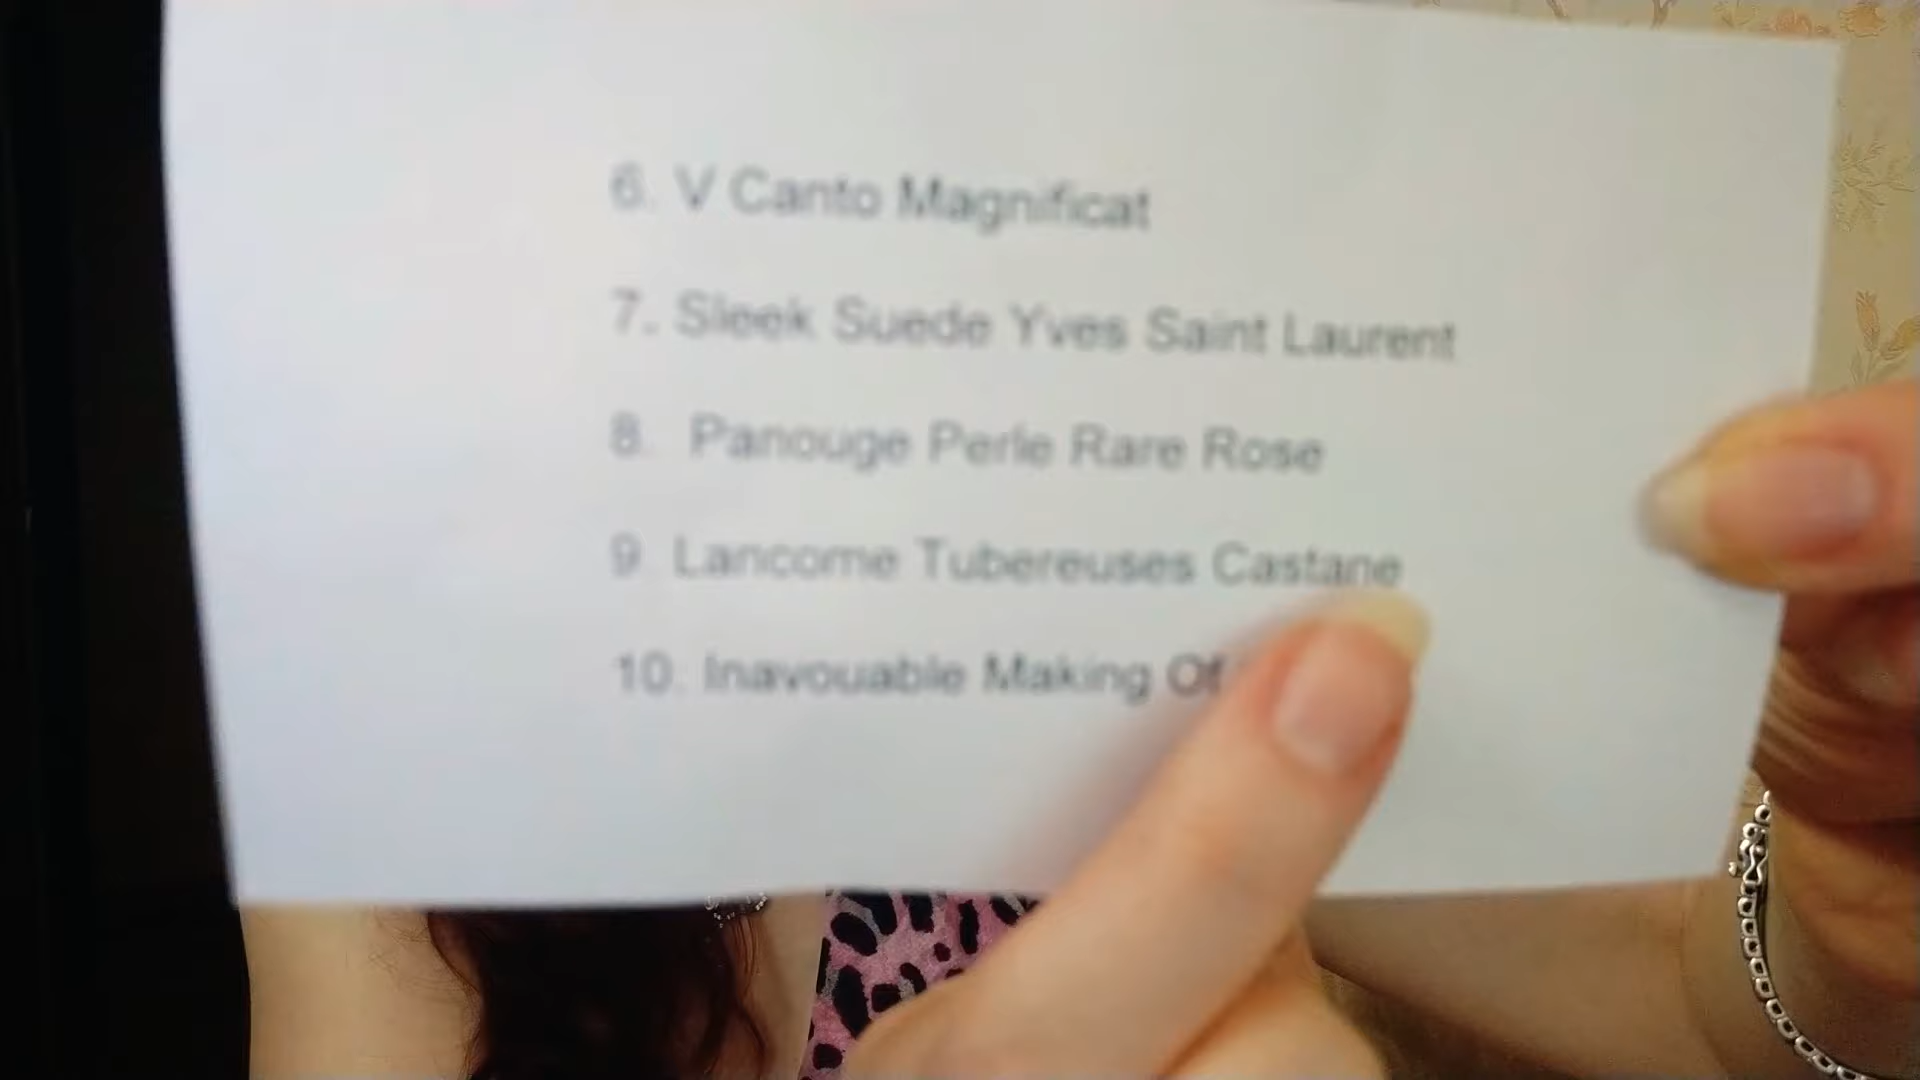 6. V Canto Magnificat
7. Sleek Suede Yves Saint Laurent
8. Panouge Perle Rare Rose
9 Lancome Tubereuses Castane
10. Inavouable Making Of